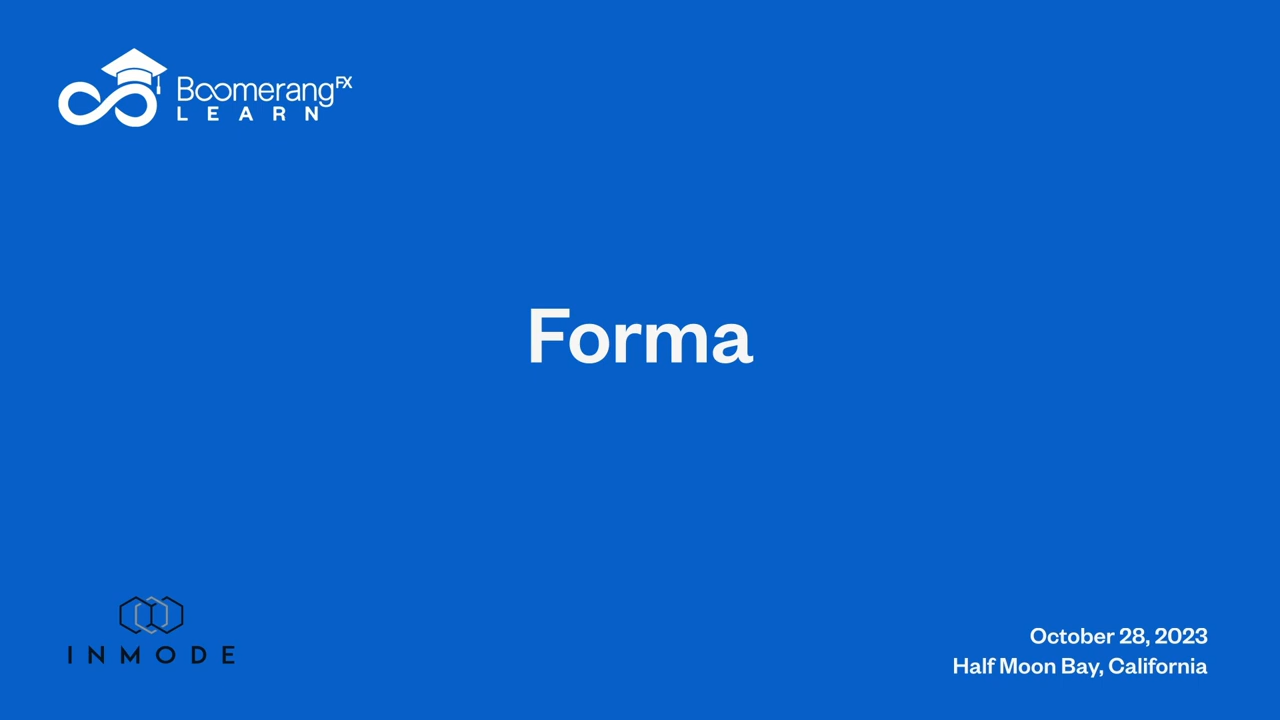 BoomerangFX
LEARN
Forma
INMODE
October 28, 2023
Half Moon Bay, California